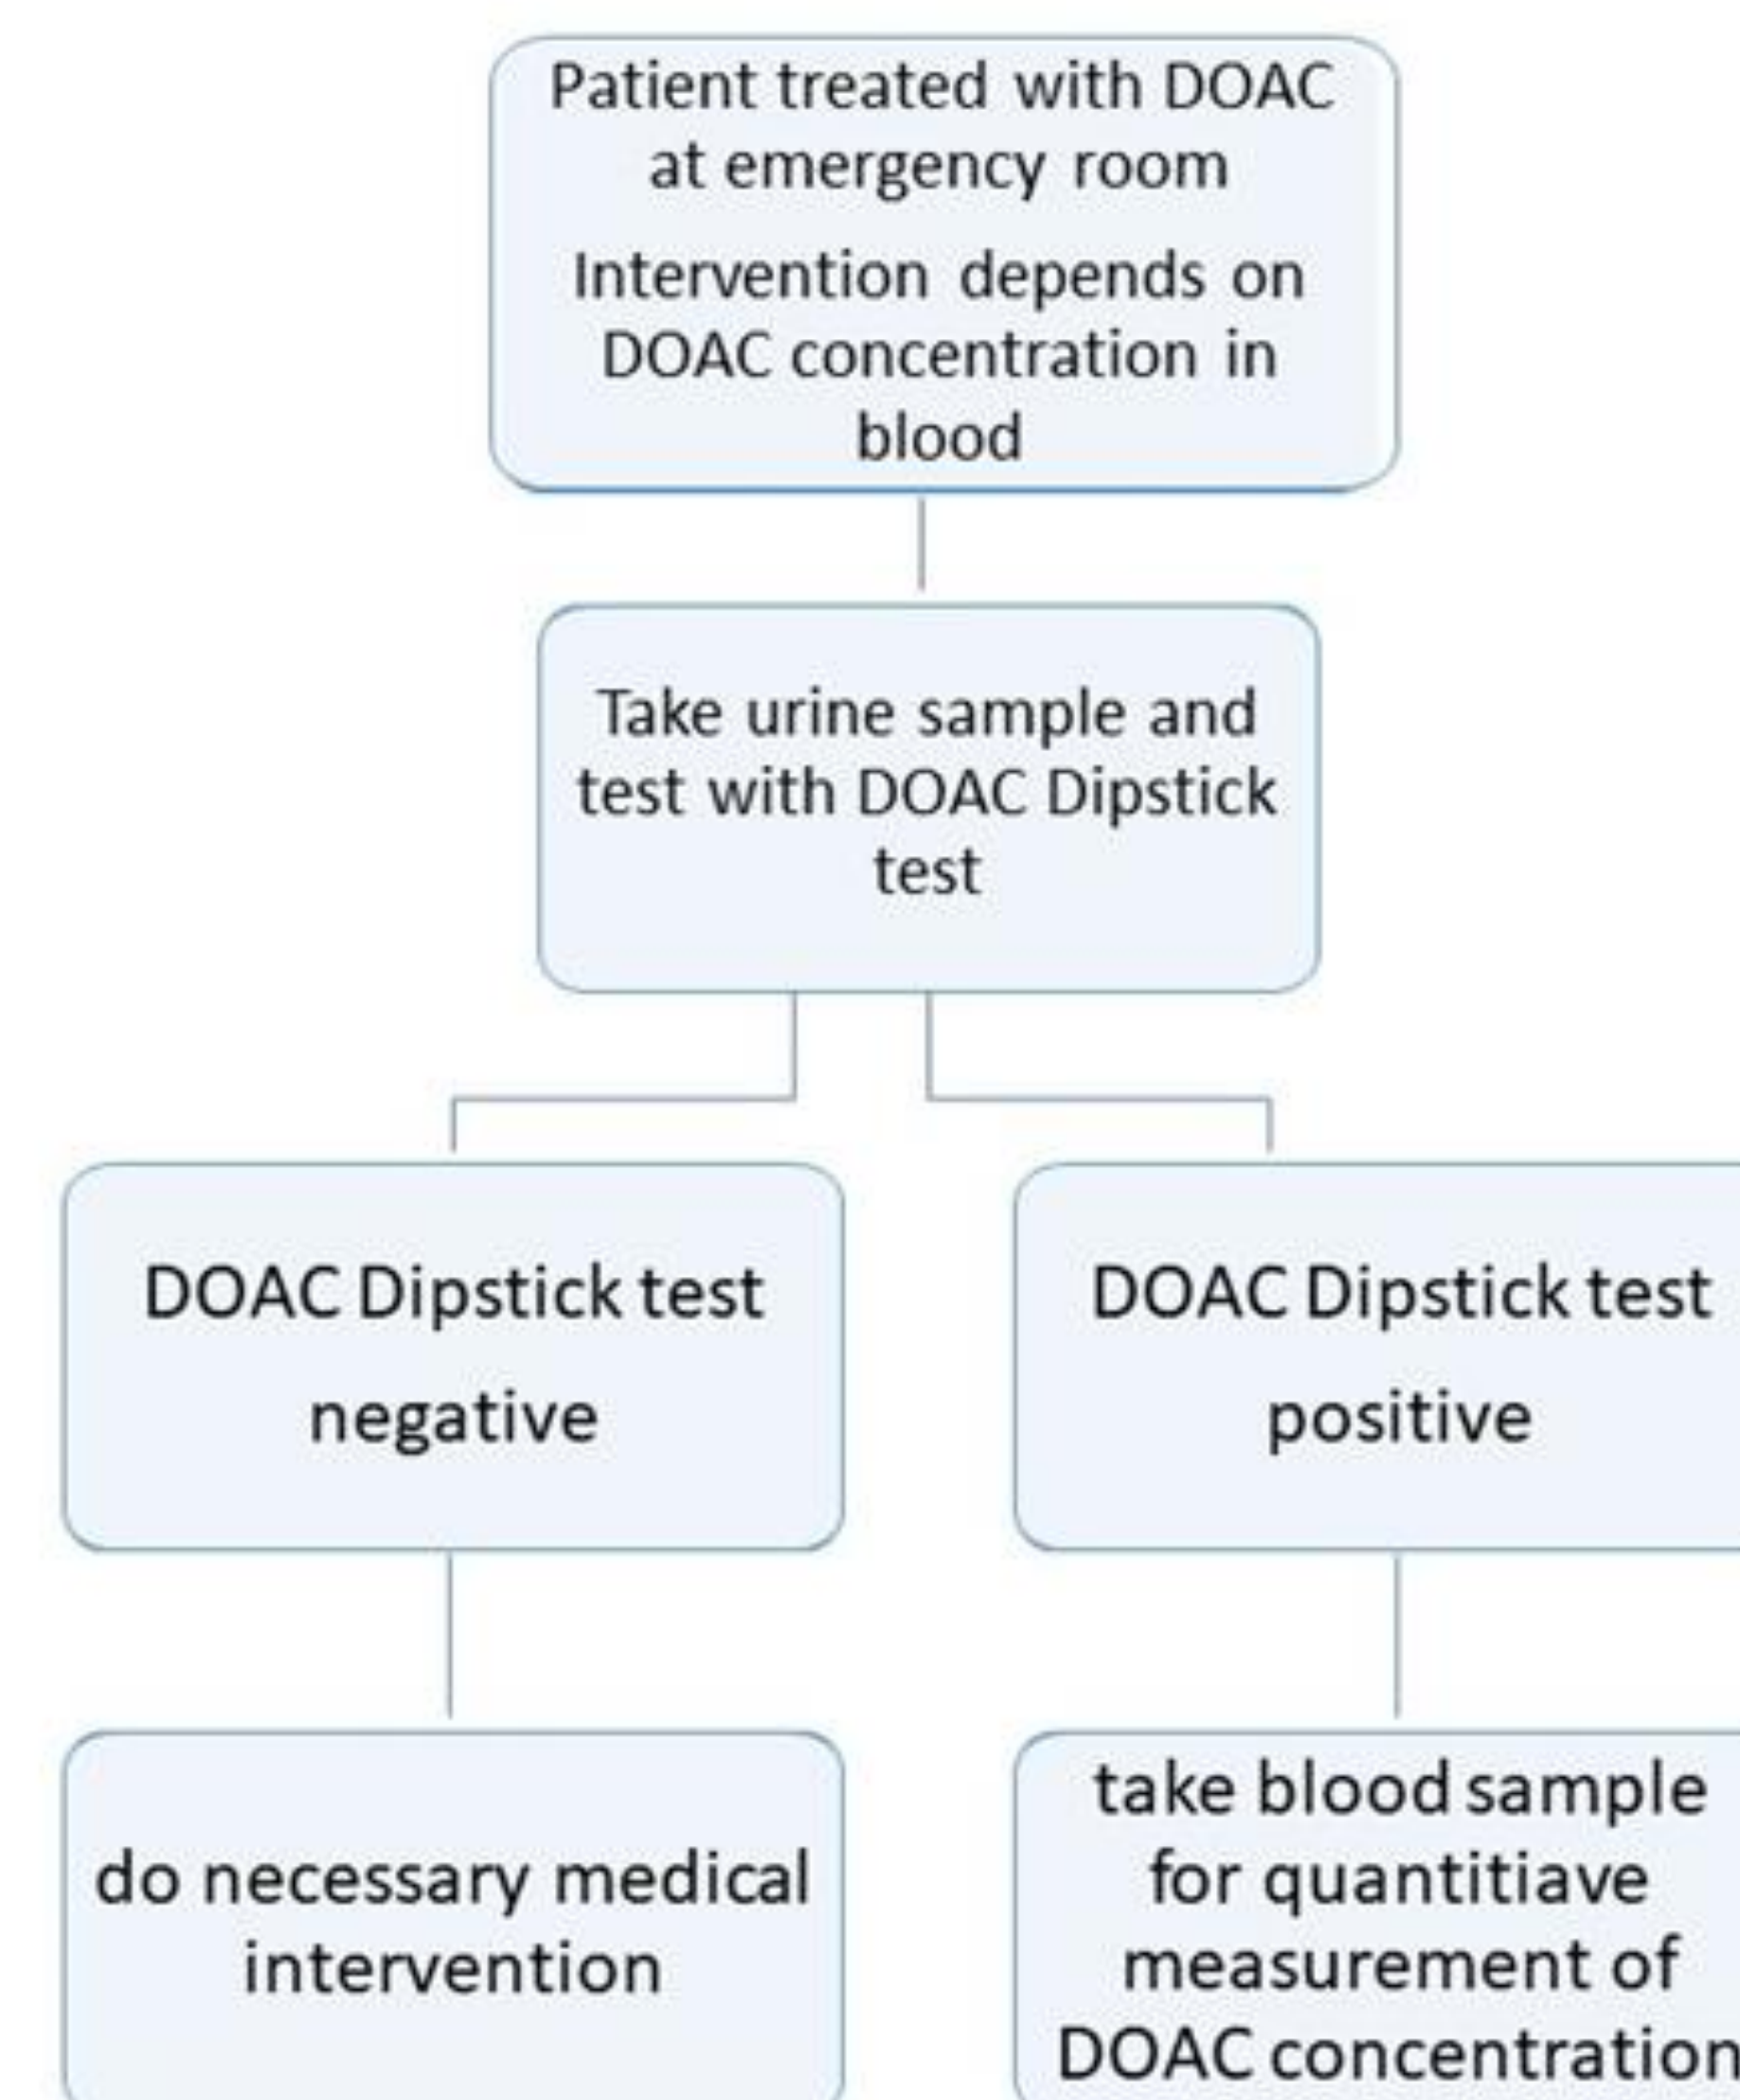 Patient treated with DOAC
at emergency room
Intervention depends on
DOAC concentration in
blood
Take urine sample and
test with DOAC Dipstick
test
DOAC Dipstick test
negative
DOAC Dipstick test
positive
do necessary medical
intervention
take blood sample
for quantitiave
measurement of
DOAC concentration